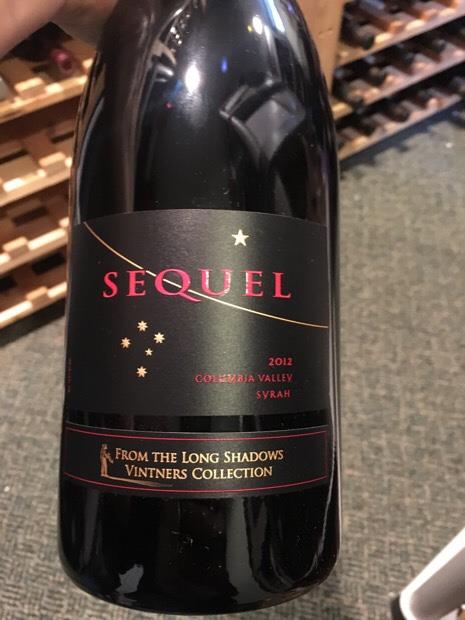 SEQUEL
2012
COLUMBIA VALLEY
SYRAH
FROM THE LONG SHADOWS
VINTNERS COLLECTION